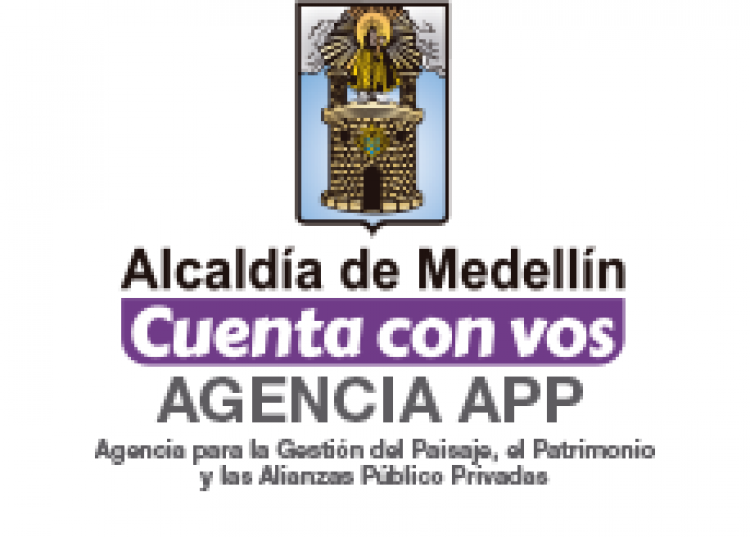 Alcaldía de Medellín
Cuenta con vos
AGENCIA APP
Agencia para la Gestión del Paisaje, el Patrimonio
y las Alianzas Público Privadas